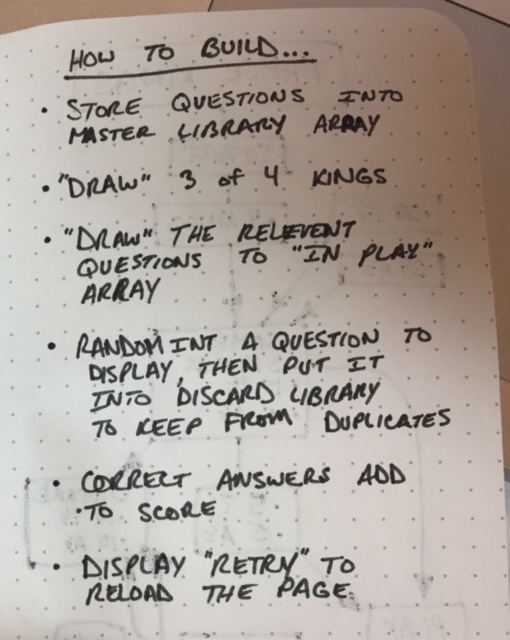 HOW TO BUILD...
• STORE QUESTIONS INTO
MASTER LIBRARY ARRAY
• "DRAW" 3 of 4 KINGS
• "DRAW" THE RELEVENT
QUESTIONS TO "IN PLAY"
ARRAY
• RANDOMINT A QUESTION TO
DISPLAY, THEN PUT IT
INTO DISCARD LIBRARY
TO KEEP FROM DUPLICATES
• CORRECT ANSWERS ADD
TO SCORE
• DISPLAY "RETRY" TO
RELOAD THE PAGE.